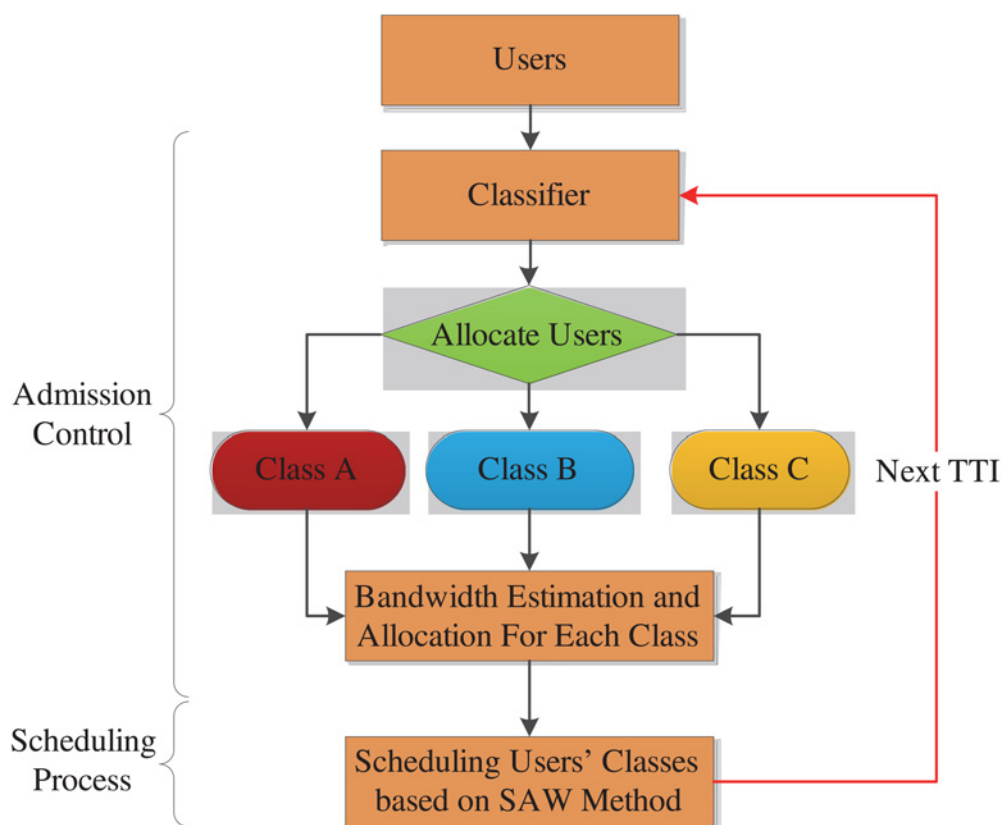 Users
Classifier
Allocate Users
Admission
Control
Class A
Class B
Class C
Next TTI
Bandwidth Estimation and
Allocation For Each Class
Scheduling
Process
Scheduling Users’ Classes
based on SAW Method